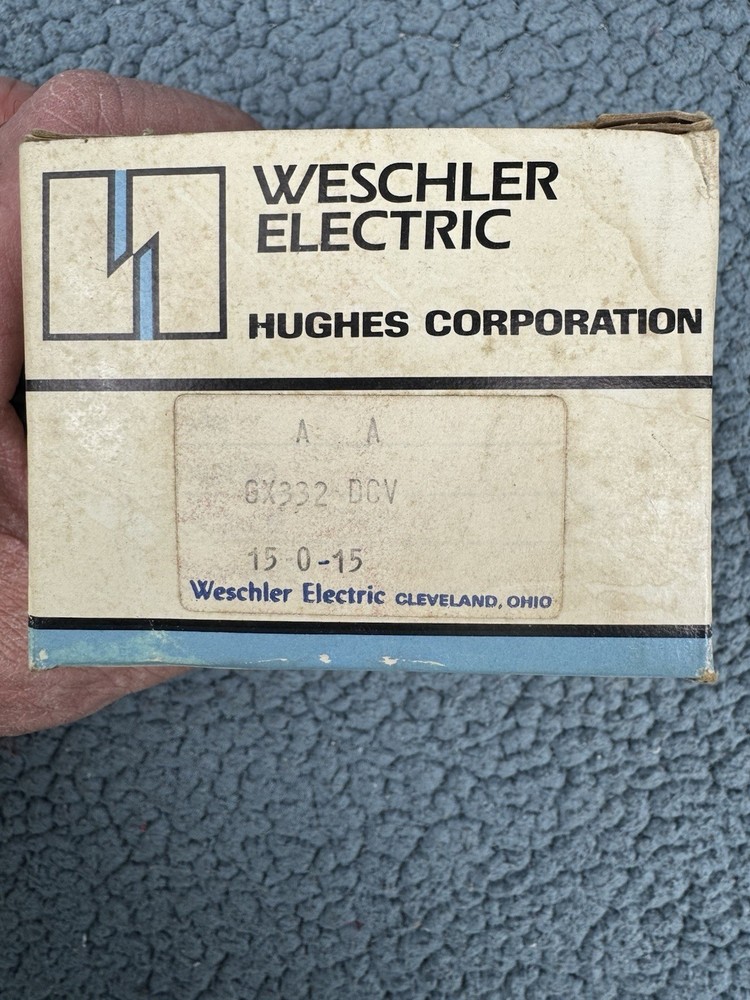 WESCHLER
ELECTRIC
HUGHES CORPORATION
A A
GX332 DCV
15-0-15
Weschler Electric CLEVELAND, OHIO